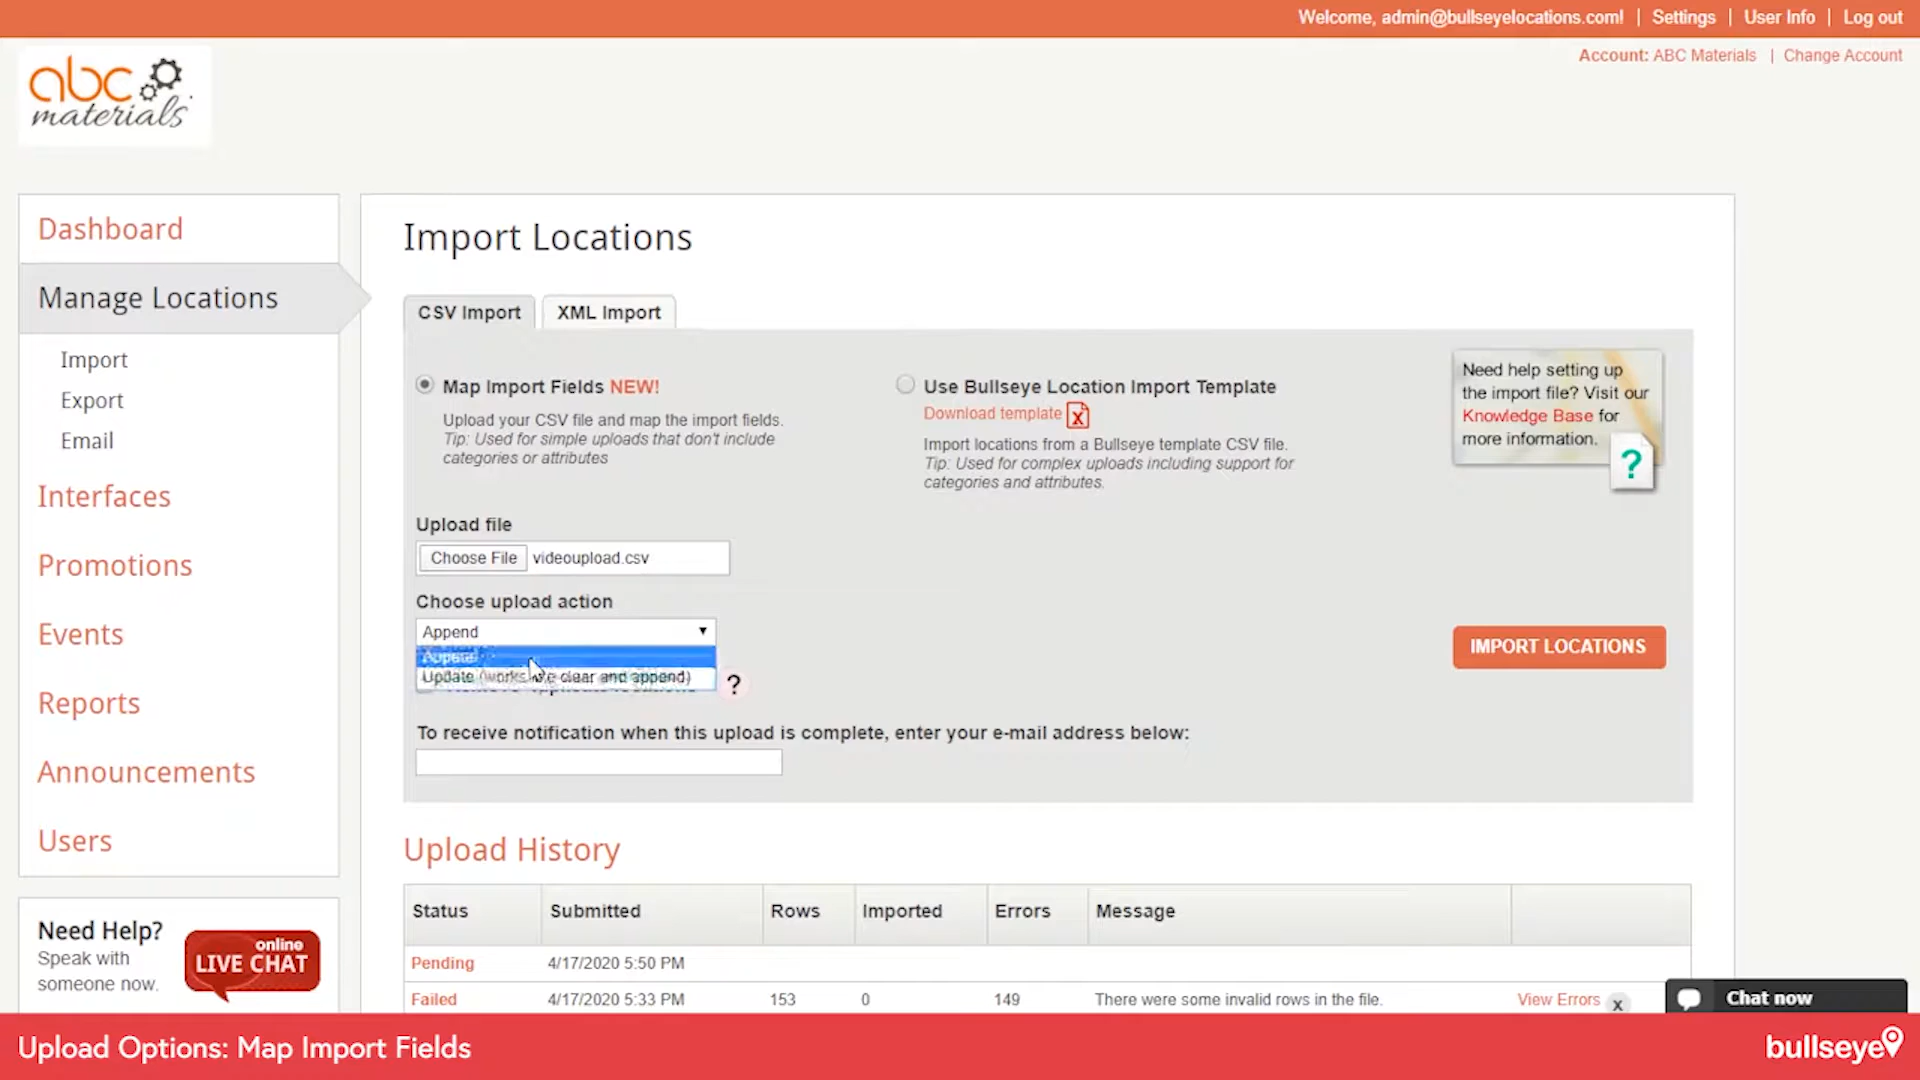 Welcome, admin@bullseyelocations.com! | Settings | User Info | Log out
Account: ABC Materials | Change Account
abc
materials
Dashboard
Manage Locations
Import
Export
Email
Interfaces
Promotions
Events
Reports
Announcements
Users
Need Help?
Speak with
someone now.
online
LIVE CHAT
Import Locations
CSV Import
XML Import
Map Import Fields NEW!
Upload your CSV file and map the import fields.
Tip: Used for simple uploads that don't include
categories or attributes
Use Bullseye Location Import Template
Download template
Import locations from a Bullseye template CSV file.
Tip: Used for complex uploads including support for
categories and attributes.
Need help setting up
the import file? Visit our
Knowledge Base for
more information.
?
Upload file
Choose File videoupload.csv
Choose upload action
Append
Append
Update (works like clear and append)
?
IMPORT LOCATIONS
To receive notification when this upload is complete, enter your e-mail address below:
Upload History
Status Submitted Rows Imported Errors Message
Pending 4/17/2020 5:50 PM
Failed 4/17/2020 5:33 PM 153 0 149 There were some invalid rows in the file. View Errors x
Chat now
Upload Options: Map Import Fields
bullseye